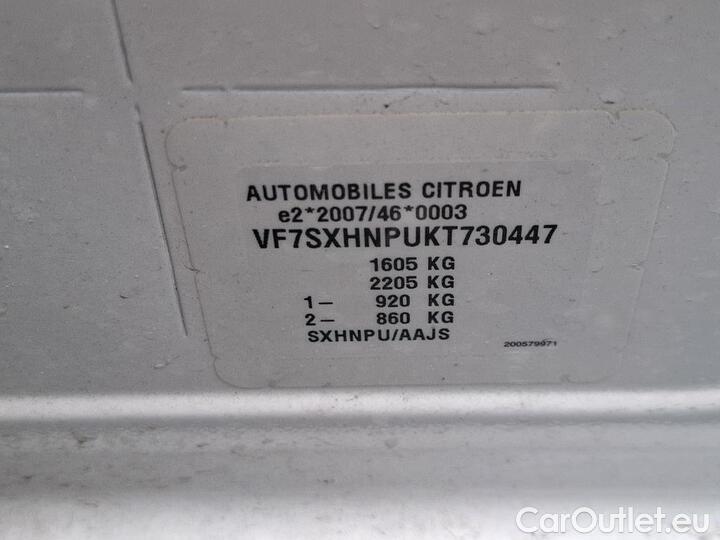 AUTOMOBILES CITROEN
e2*2007/46*0003
VF7SXHNPUKT730447
1605 KG
2205 KG
1– 920 KG
2– 860 KG
SXHNPU/AAJS
200579971
CarOutlet.eu